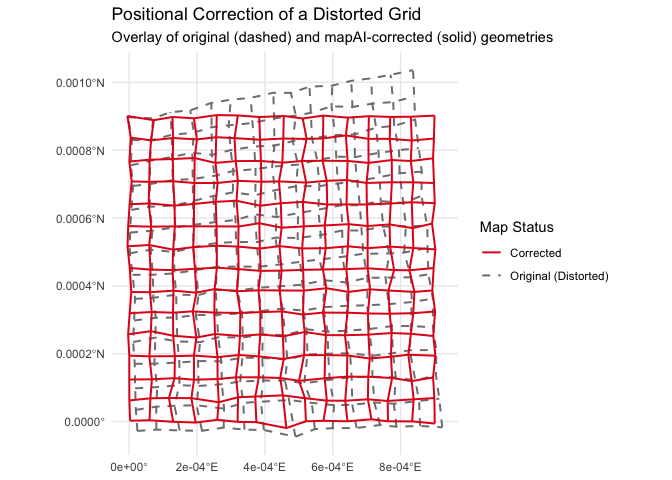 Positional Correction of a Distorted Grid
Overlay of original (dashed) and mapAI-corrected (solid) geometries
0.0010°N
0.0008°N
0.0006°N
0.0004°N
0.0002°N
0.0000°
0e+00° 2e-04°E 4e-04°E 6e-04°E 8e-04°E
Map Status
Corrected
Original (Distorted)